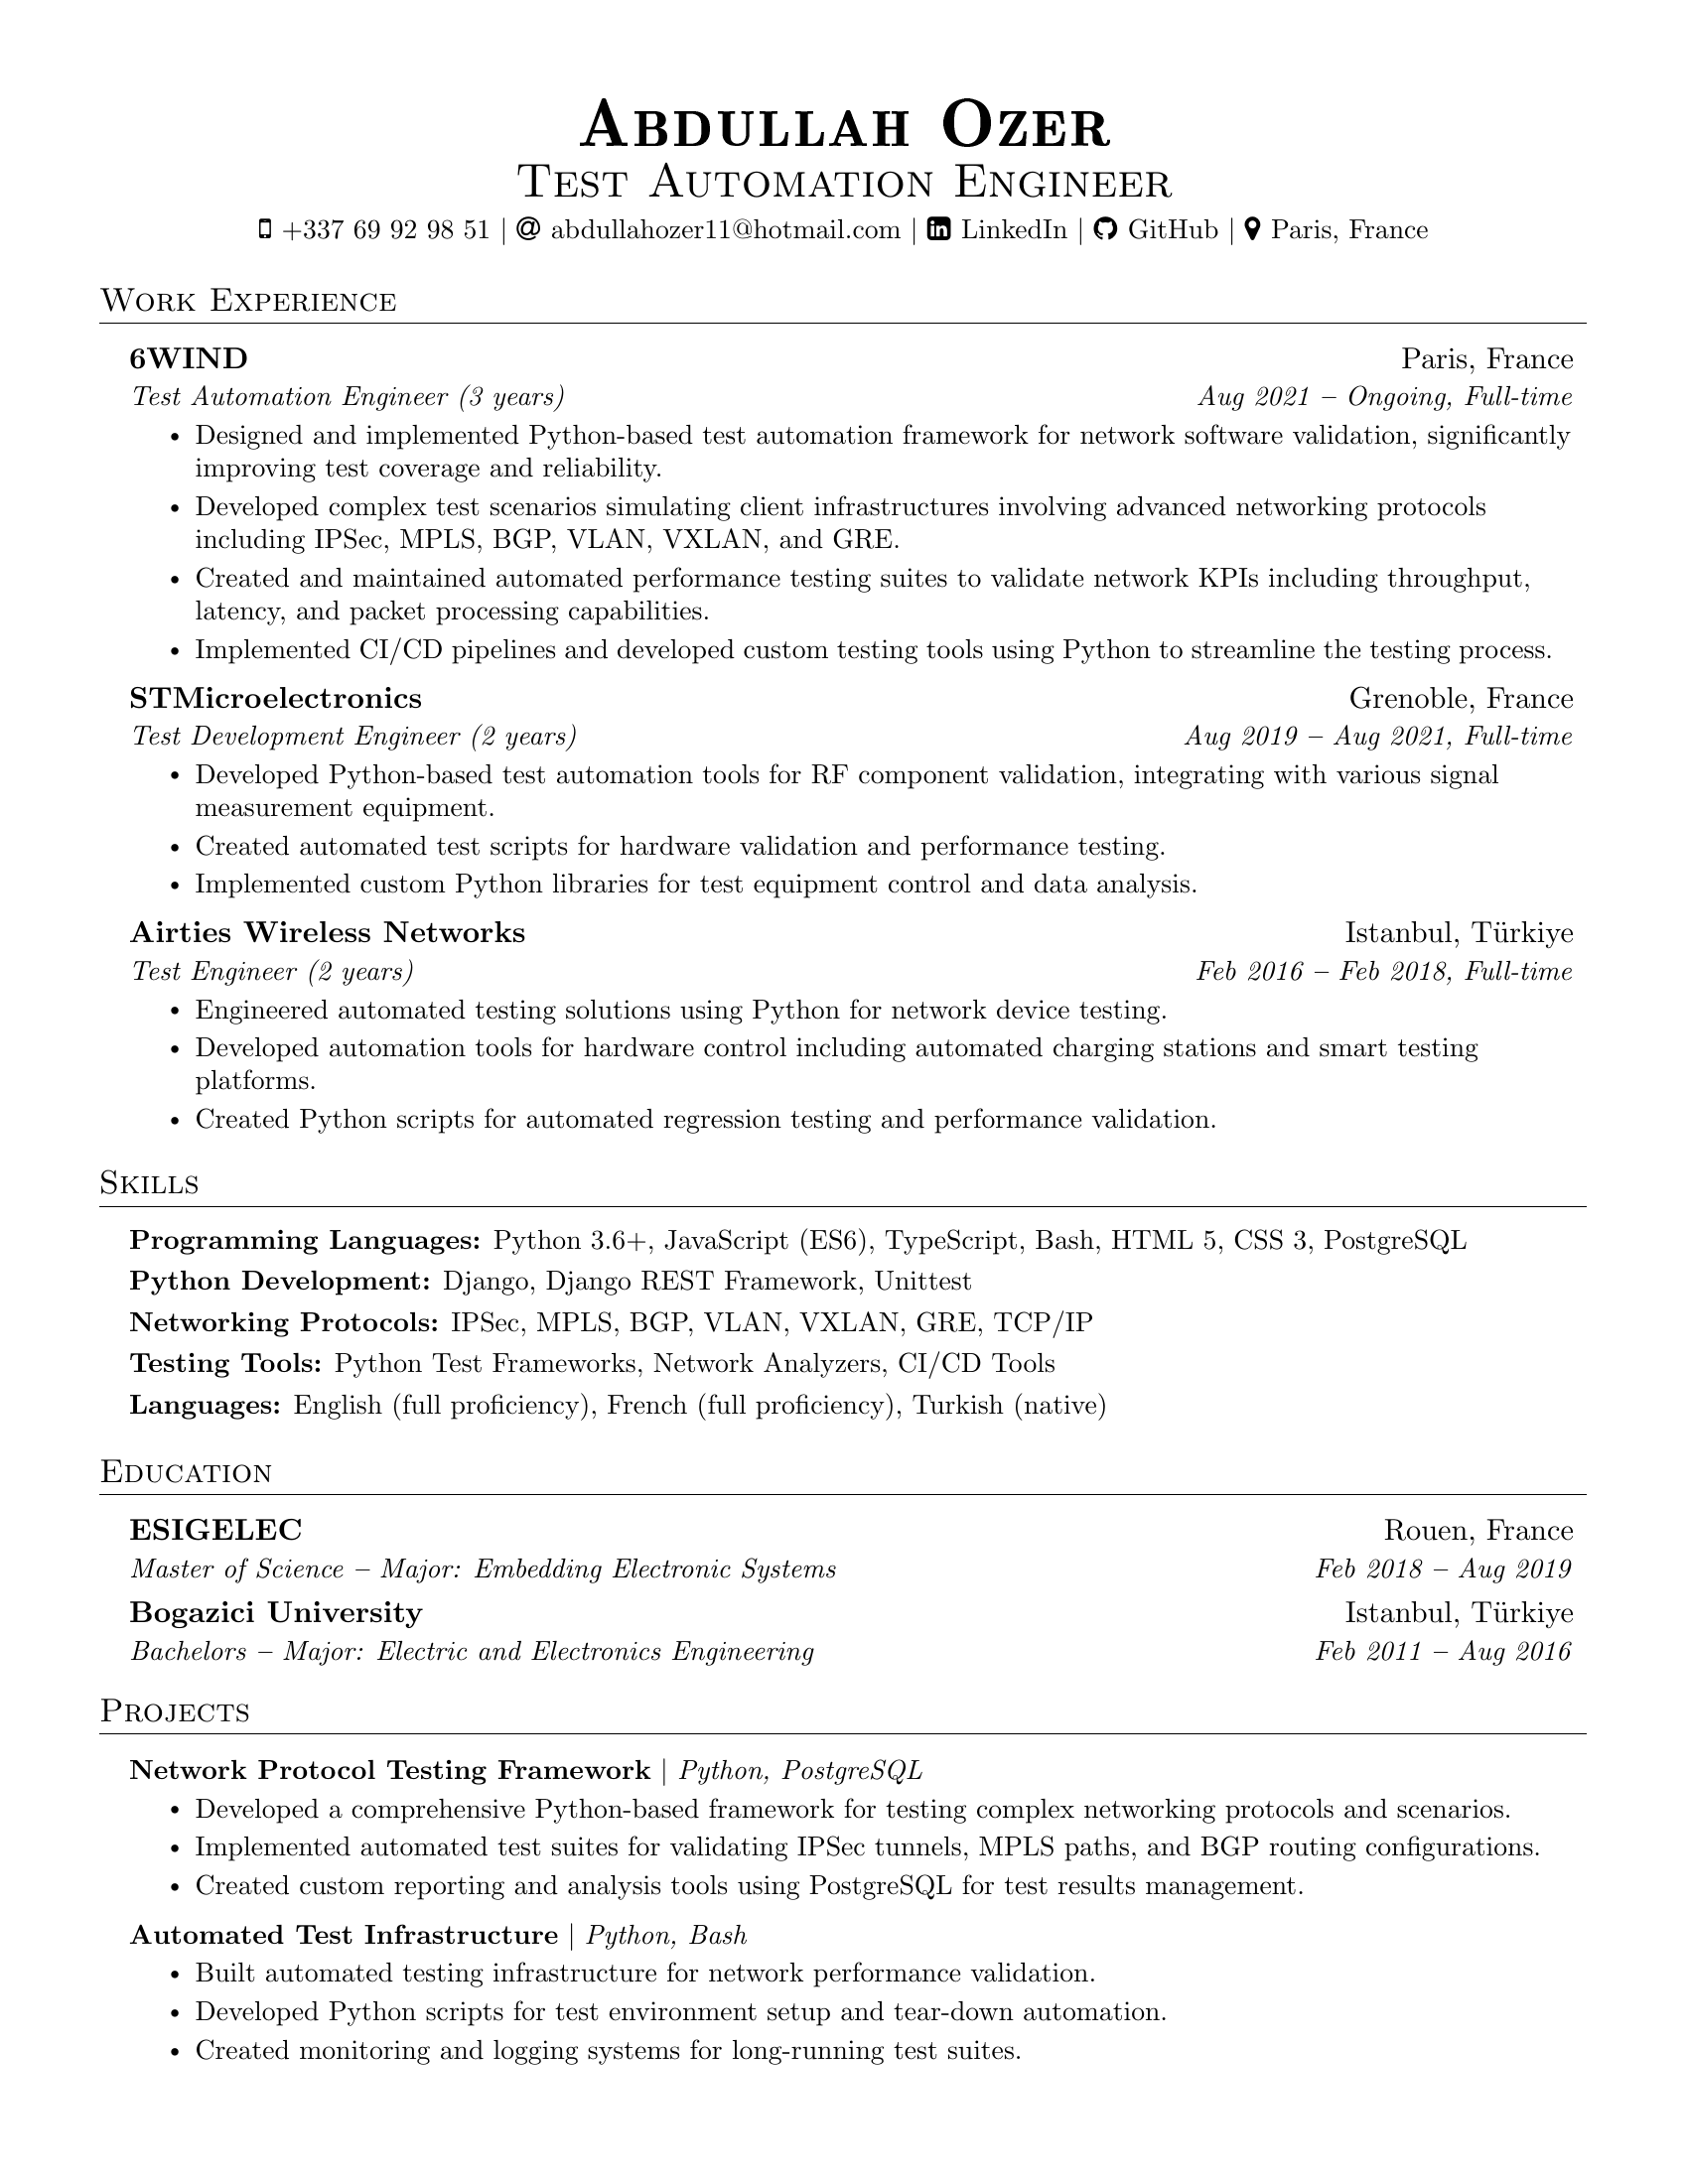 Abdullah Ozer
Test Automation Engineer
+337 69 92 98 51 | abdullahozer11@hotmail.com | LinkedIn | GitHub | Paris, France
Work Experience
6WIND Paris, France
Test Automation Engineer (3 years) Aug 2021 – Ongoing, Full-time
• Designed and implemented Python-based test automation framework for network software validation, significantly
improving test coverage and reliability.
• Developed complex test scenarios simulating client infrastructures involving advanced networking protocols
including IPSec, MPLS, BGP, VLAN, VXLAN, and GRE.
• Created and maintained automated performance testing suites to validate network KPIs including throughput,
latency, and packet processing capabilities.
• Implemented CI/CD pipelines and developed custom testing tools using Python to streamline the testing process.
STMicroelectronics Grenoble, France
Test Development Engineer (2 years) Aug 2019 – Aug 2021, Full-time
• Developed Python-based test automation tools for RF component validation, integrating with various signal
measurement equipment.
• Created automated test scripts for hardware validation and performance testing.
• Implemented custom Python libraries for test equipment control and data analysis.
Airties Wireless Networks Istanbul, Türkiye
Test Engineer (2 years) Feb 2016 – Feb 2018, Full-time
• Engineered automated testing solutions using Python for network device testing.
• Developed automation tools for hardware control including automated charging stations and smart testing
platforms.
• Created Python scripts for automated regression testing and performance validation.
Skills
Programming Languages: Python 3.6+, JavaScript (ES6), TypeScript, Bash, HTML 5, CSS 3, PostgreSQL
Python Development: Django, Django REST Framework, Unittest
Networking Protocols: IPSec, MPLS, BGP, VLAN, VXLAN, GRE, TCP/IP
Testing Tools: Python Test Frameworks, Network Analyzers, CI/CD Tools
Languages: English (full proficiency), French (full proficiency), Turkish (native)
Education
ESIGELEC Rouen, France
Master of Science – Major: Embedding Electronic Systems Feb 2018 – Aug 2019
Bogazici University Istanbul, Türkiye
Bachelors – Major: Electric and Electronics Engineering Feb 2011 – Aug 2016
Projects
Network Protocol Testing Framework | Python, PostgreSQL
• Developed a comprehensive Python-based framework for testing complex networking protocols and scenarios.
• Implemented automated test suites for validating IPSec tunnels, MPLS paths, and BGP routing configurations.
• Created custom reporting and analysis tools using PostgreSQL for test results management.
Automated Test Infrastructure | Python, Bash
• Built automated testing infrastructure for network performance validation.
• Developed Python scripts for test environment setup and tear-down automation.
• Created monitoring and logging systems for long-running test suites.